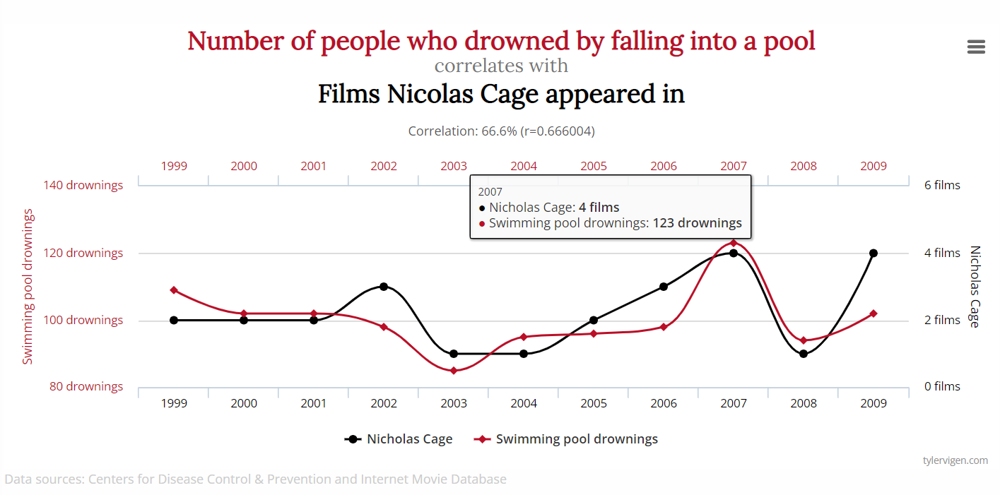 Number of people who drowned by falling into a pool
correlates with
Films Nicolas Cage appeared in
Correlation: 66.6% (r=0.666004)
1999 2000 2001 2002 2003 2004 2005 2006 2007 2008 2009
140 drownings
6 films
2007
Nicholas Cage: 4 films
Swimming pool drownings: 123 drownings
120 drownings
4 films
Swimming pool drownings
Nicholas Cage
100 drownings
2 films
80 drownings
0 films
1999 2000 2001 2002 2003 2004 2005 2006 2007 2008 2009
Nicholas Cage
Swimming pool drownings
tylervigen.com
Data sources: Centers for Disease Control & Prevention and Internet Movie Database